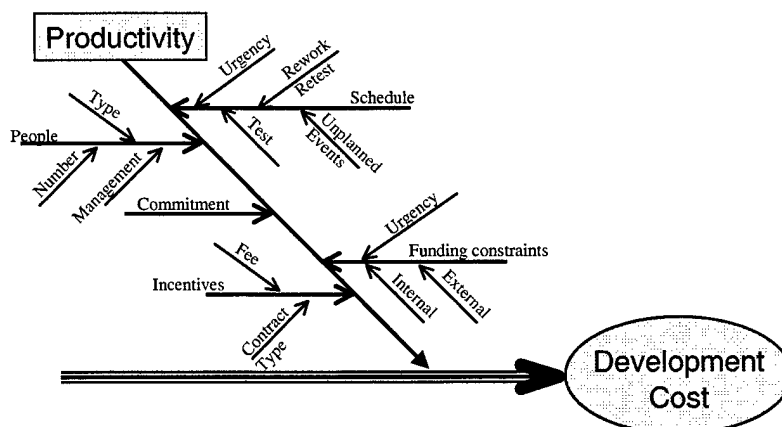 Productivity
Urgency
Rework
Retest
Schedule
Type
People
Test
Unplanned
Events
Number
Management
Commitment
Urgency
Funding constraints
Fee
Incentives
Internal
External
Contract
Type
Development
Cost